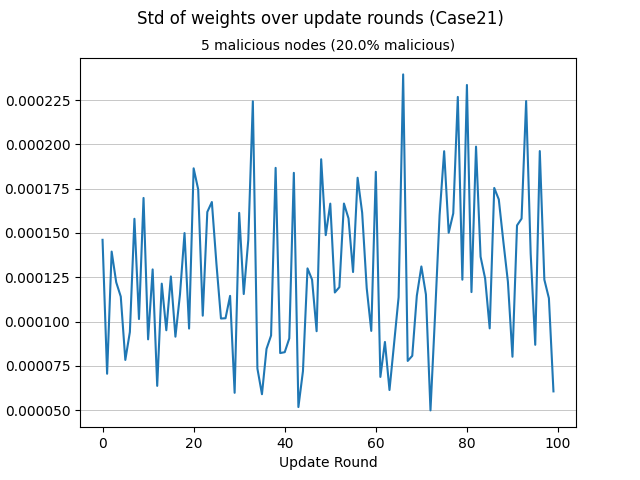 Std of weights over update rounds (Case21)
5 malicious nodes (20.0% malicious)
0.000225
0.000200
0.000175
0.000150
0.000125
0.000100
0.000075
0.000050
0 20 40 60 80 100
Update Round